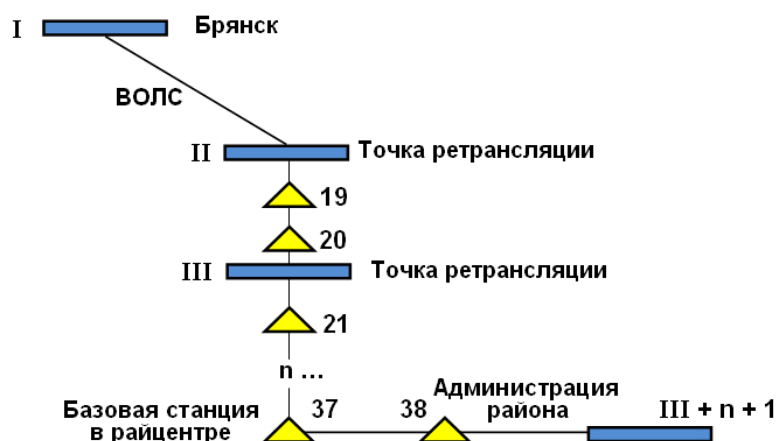 I Брянск
ВОЛС
II Точка ретрансляции
19
20
III Точка ретрансляции
21
n ...
Базовая станция
в райцентре
37
38
Администрация
района
III + n + 1